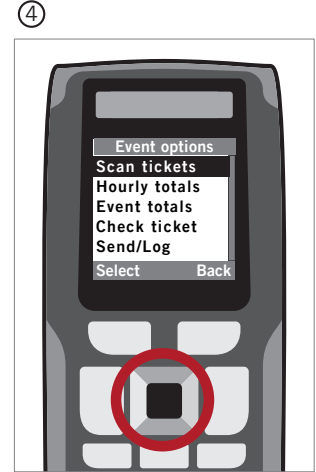 ④
Event options
Scan tickets
Hourly totals
Event totals
Check ticket
Send/Log
Select Back